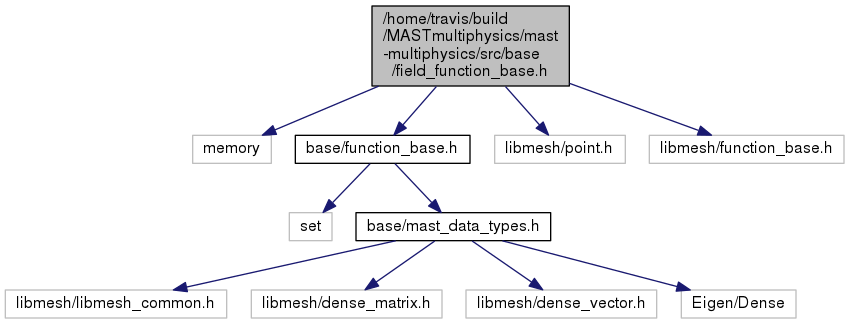 /home/travis/build
/MASTmultiphysics/mast
-multiphysics/src/base
/field_function_base.h
memory
base/function_base.h
libmesh/point.h
libmesh/function_base.h
set
base/mast_data_types.h
libmesh/libmesh_common.h
libmesh/dense_matrix.h
libmesh/dense_vector.h
Eigen/Dense